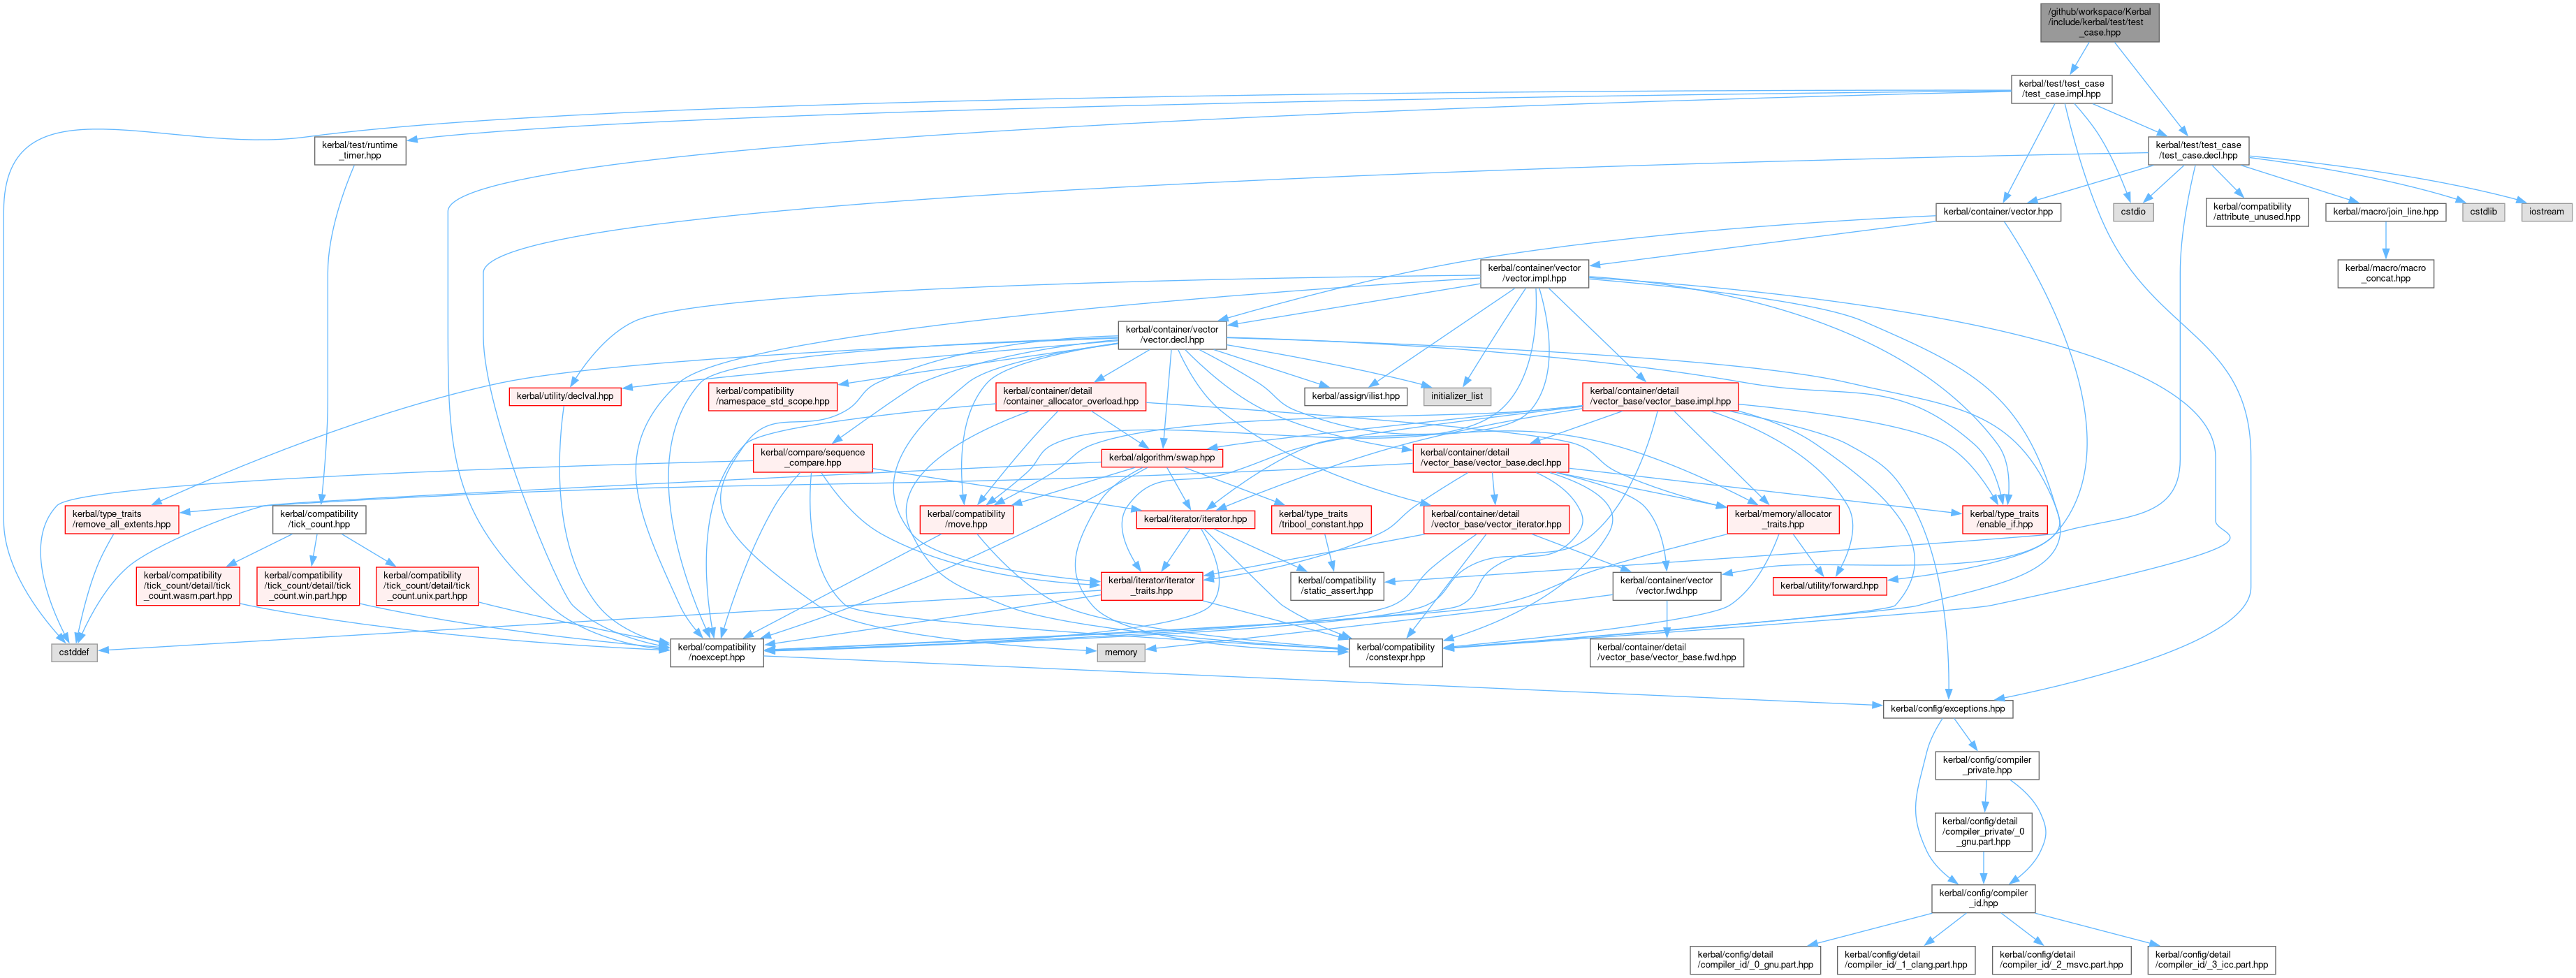 /github/workspace/Kerbal
/include/kerbal/test/test
_case.hpp
kerbal/test/test_case
/test_case.impl.hpp
kerbal/test/runtime
_timer.hpp
kerbal/test/test_case
/test_case.decl.hpp
kerbal/container/vector.hpp
cstdio
kerbal/compatibility
/attribute_unused.hpp
kerbal/macro/join_line.hpp
cstdlib
iostream
kerbal/container/vector
/vector.impl.hpp
kerbal/macro/macro
_concat.hpp
kerbal/container/vector
/vector.decl.hpp
kerbal/utility/declval.hpp
kerbal/compatibility
/namespace_std_scope.hpp
kerbal/container/detail
/container_allocator_overload.hpp
kerbal/assign/ilist.hpp
initializer_list
kerbal/container/detail
/vector_base/vector_base.impl.hpp
kerbal/compare/sequence
_compare.hpp
kerbal/algorithm/swap.hpp
kerbal/container/detail
/vector_base/vector_base.decl.hpp
kerbal/type_traits
/remove_all_extents.hpp
kerbal/compatibility
/tick_count.hpp
kerbal/compatibility
/move.hpp
kerbal/iterator/iterator.hpp
kerbal/type_traits
/tribool_constant.hpp
kerbal/container/detail
/vector_base/vector_iterator.hpp
kerbal/memory/allocator
_traits.hpp
kerbal/type_traits
/enable_if.hpp
kerbal/compatibility
/tick_count/detail/tick
_count.wasm.part.hpp
kerbal/compatibility
/tick_count/detail/tick
_count.win.part.hpp
kerbal/compatibility
/tick_count/detail/tick
_count.unix.part.hpp
kerbal/iterator/iterator
_traits.hpp
kerbal/compatibility
/static_assert.hpp
kerbal/container/vector
/vector.fwd.hpp
kerbal/utility/forward.hpp
cstddef
kerbal/compatibility
/noexcept.hpp
memory
kerbal/compatibility
/constexpr.hpp
kerbal/container/detail
/vector_base/vector_base.fwd.hpp
kerbal/config/exceptions.hpp
kerbal/config/compiler
_private.hpp
kerbal/config/detail
/compiler_private/_0
_gnu.part.hpp
kerbal/config/compiler
_id.hpp
kerbal/config/detail
/compiler_id/_0_gnu.part.hpp
kerbal/config/detail
/compiler_id/_1_clang.part.hpp
kerbal/config/detail
/compiler_id/_2_msvc.part.hpp
kerbal/config/detail
/compiler_id/_3_icc.part.hpp